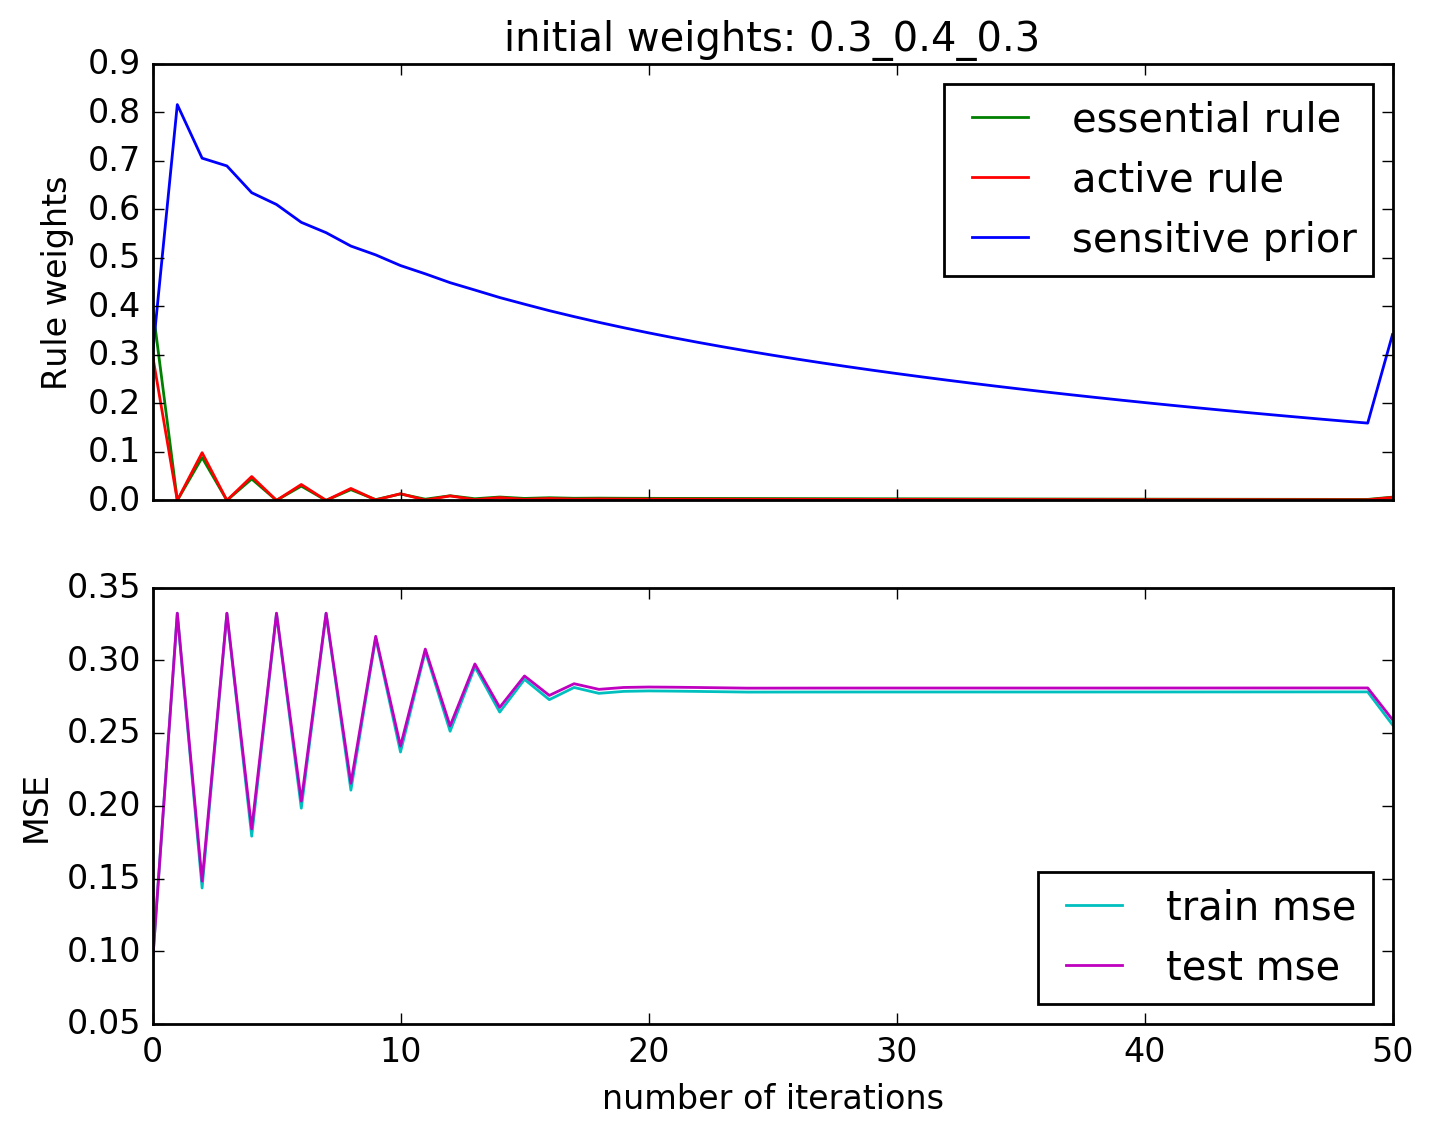 initial weights: 0.3_0.4_0.3
0.9
0.8
0.7
0.6
0.5
0.4
0.3
0.2
0.1
0.0
Rule weights
essential rule
active rule
sensitive prior
0.35
0.30
0.25
0.20
0.15
0.10
0.05
MSE
train mse
test mse
0 10 20 30 40 50
number of iterations